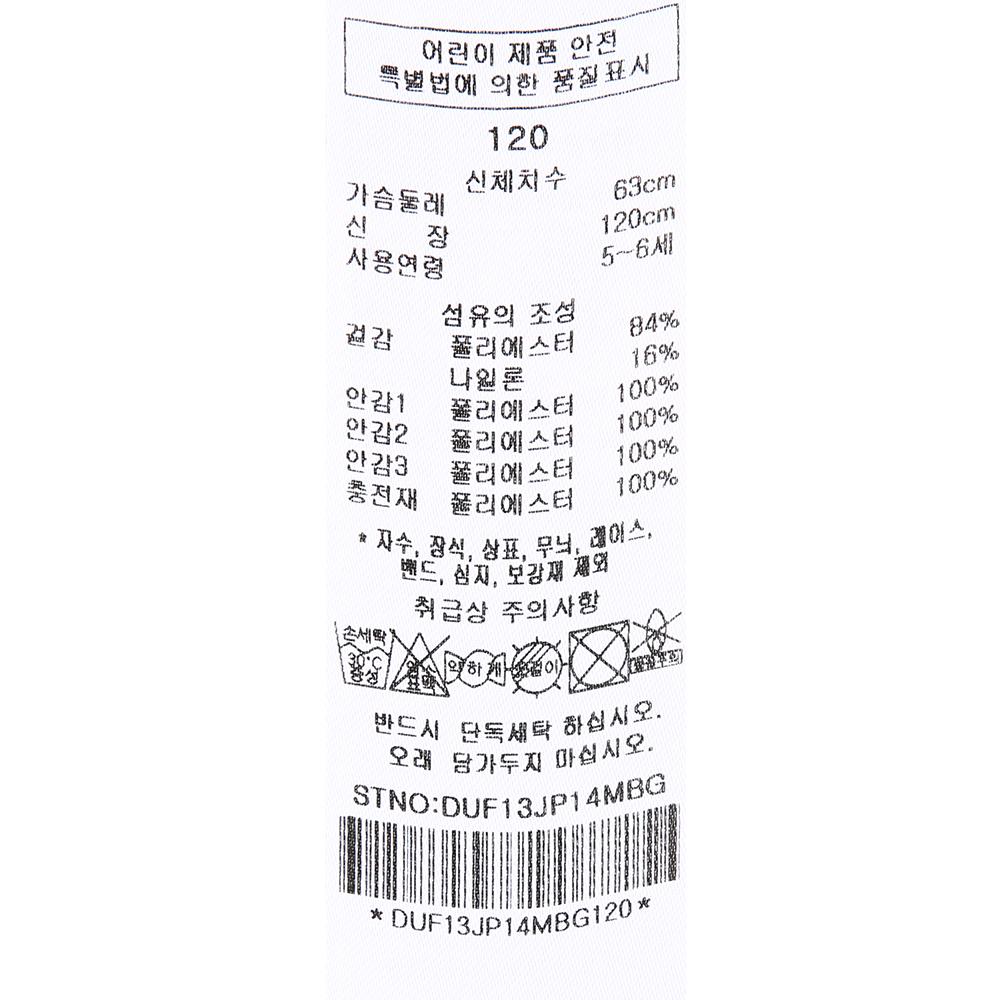 어린이 제품 안전
특별법에 의한 품질표시
120
신체치수
가슴둘레 63cm
신 장 120cm
사용연령 5~6세
섬유의 조성
겉감 폴리에스터 84%
나일론 16%
안감1 폴리에스터 100%
안감2 폴리에스터 100%
안감3 폴리에스터 100%
충전재 폴리에스터 100%
* 자수, 장식, 상표, 무늬, 레이스,
밴드, 심지, 보강재 제외
취급상 주의사항
손세탁 30°C 중성 염소 표백 약하게 옷걸이
반드시 단독세탁 하십시오.
오래 담가두지 마십시오.
STNO:DUF13JP14MBG
*DUF13JP14MBG120*